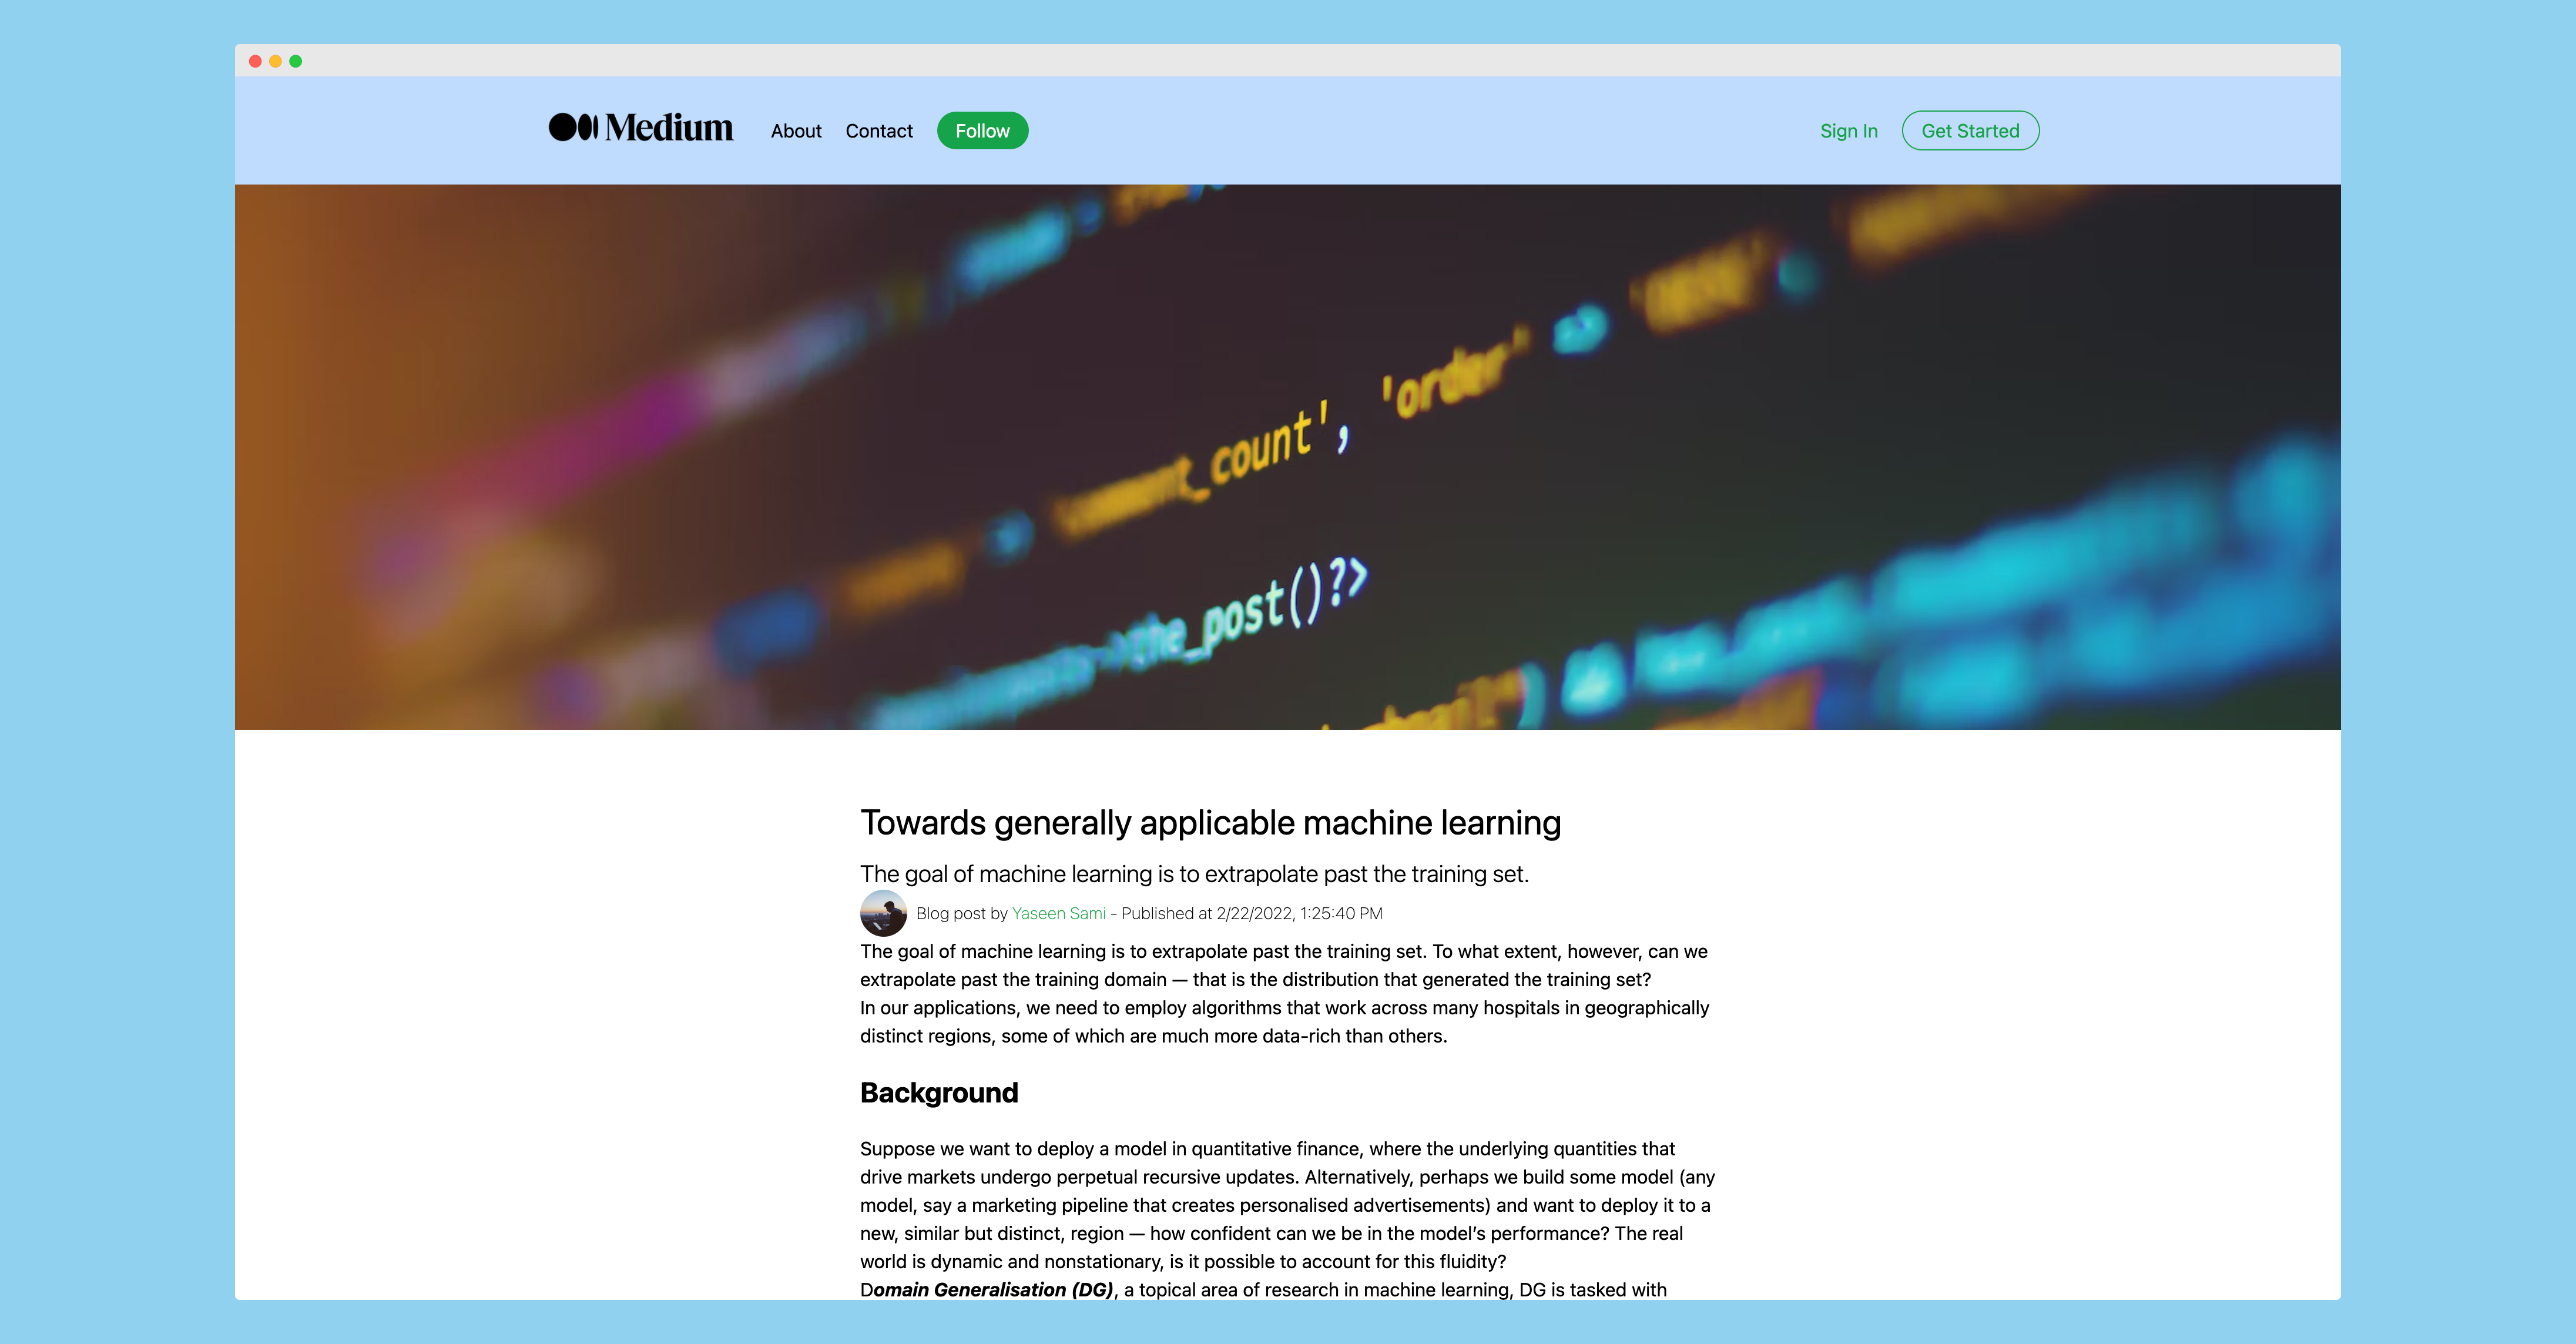 Medium About Contact Follow Sign In Get Started
_count', 'order'
the_post()?>
Towards generally applicable machine learning
The goal of machine learning is to extrapolate past the training set.
Blog post by Yaseen Sami - Published at 2/22/2022, 1:25:40 PM
The goal of machine learning is to extrapolate past the training set. To what extent, however, can we
extrapolate past the training domain — that is the distribution that generated the training set?
In our applications, we need to employ algorithms that work across many hospitals in geographically
distinct regions, some of which are much more data-rich than others.
Background
Suppose we want to deploy a model in quantitative finance, where the underlying quantities that
drive markets undergo perpetual recursive updates. Alternatively, perhaps we build some model (any
model, say a marketing pipeline that creates personalised advertisements) and want to deploy it to a
new, similar but distinct, region — how confident can we be in the model’s performance? The real
world is dynamic and nonstationary, is it possible to account for this fluidity?
Domain Generalisation (DG), a topical area of research in machine learning, DG is tasked with